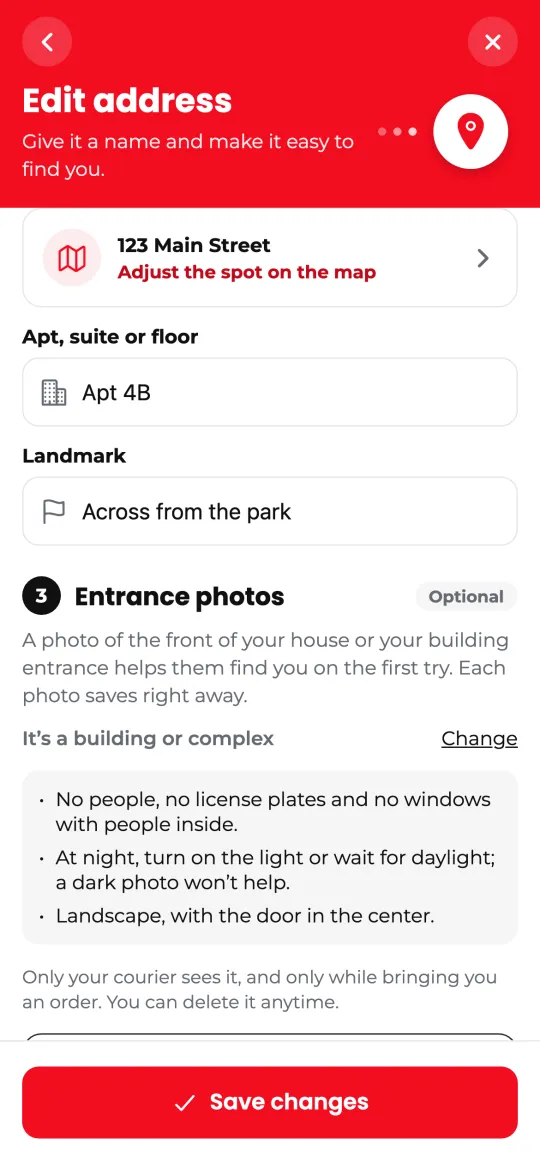 Edit address
Give it a name and make it easy to
find you.
123 Main Street
Adjust the spot on the map
Apt, suite or floor
Apt 4B
Landmark
Across from the park
3 Entrance photos Optional
A photo of the front of your house or your building
entrance helps them find you on the first try. Each
photo saves right away.
It’s a building or complex Change
• No people, no license plates and no windows
with people inside.
• At night, turn on the light or wait for daylight;
a dark photo won’t help.
• Landscape, with the door in the center.
Only your courier sees it, and only while bringing you
an order. You can delete it anytime.
Save changes